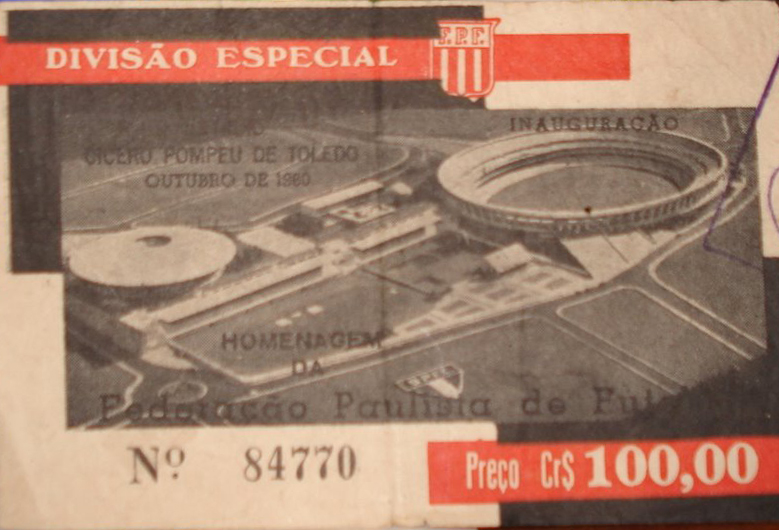 DIVISÃO ESPECIAL
F.P.F.
INAUGURAÇÃO
CICERO POMPEU DE TOLEDO
OUTUBRO DE 1960
HOMENAGEM
DA
Federação Paulista de
Nº 84770
Preço Cr$ 100,00